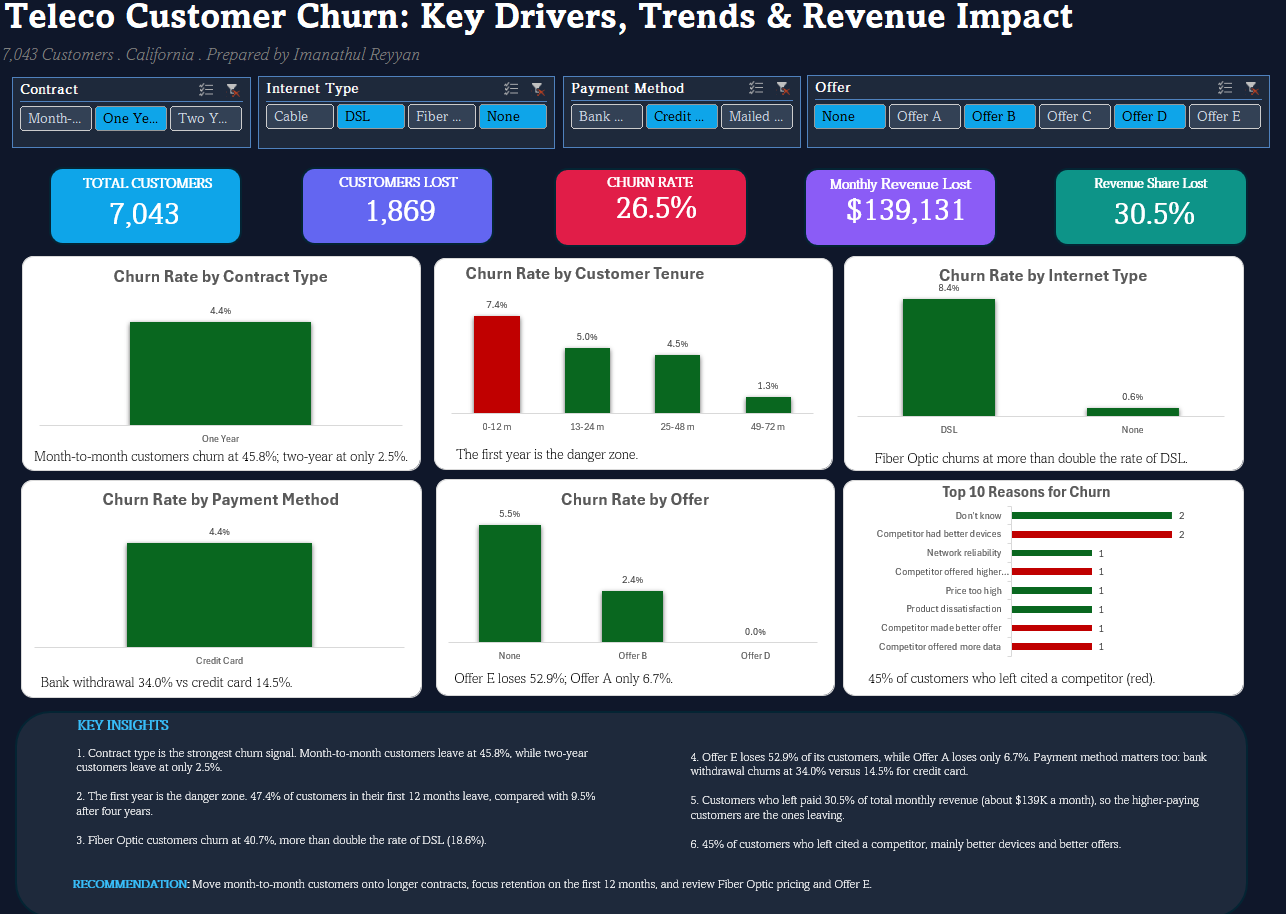 Teleco Customer Churn: Key Drivers, Trends & Revenue Impact
7,043 Customers . California . Prepared by Imanathul Reyyan
Contract
Month-...
One Ye...
Two Y...
Internet Type
Cable
DSL
Fiber ...
None
Payment Method
Bank ...
Credit ...
Mailed ...
Offer
None
Offer A
Offer B
Offer C
Offer D
Offer E
TOTAL CUSTOMERS
7,043
CUSTOMERS LOST
1,869
CHURN RATE
26.5%
Monthly Revenue Lost
$139,131
Revenue Share Lost
30.5%
Churn Rate by Contract Type
4.4%
One Year
Month-to-month customers churn at 45.8%; two-year at only 2.5%.
Churn Rate by Customer Tenure
7.4%
5.0%
4.5%
1.3%
0-12 m
13-24 m
25-48 m
49-72 m
The first year is the danger zone.
Churn Rate by Internet Type
8.4%
0.6%
DSL
None
Fiber Optic churns at more than double the rate of DSL.
Churn Rate by Payment Method
4.4%
Credit Card
Bank withdrawal 34.0% vs credit card 14.5%.
Churn Rate by Offer
5.5%
2.4%
0.0%
None
Offer B
Offer D
Offer E loses 52.9%; Offer A only 6.7%.
Top 10 Reasons for Churn
Don't know 2
Competitor had better devices 2
Network reliability 1
Competitor offered higher... 1
Price too high 1
Product dissatisfaction 1
Competitor made better offer 1
Competitor offered more data 1
45% of customers who left cited a competitor (red).
KEY INSIGHTS
1. Contract type is the strongest churn signal. Month-to-month customers leave at 45.8%, while two-year
customers leave at only 2.5%.
2. The first year is the danger zone. 47.4% of customers in their first 12 months leave, compared with 9.5%
after four years.
3. Fiber Optic customers churn at 40.7%, more than double the rate of DSL (18.6%).
4. Offer E loses 52.9% of its customers, while Offer A loses only 6.7%. Payment method matters too: bank
withdrawal churns at 34.0% versus 14.5% for credit card.
5. Customers who left paid 30.5% of total monthly revenue (about $139K a month), so the higher-paying
customers are the ones leaving.
6. 45% of customers who left cited a competitor, mainly better devices and better offers.
RECOMMENDATION: Move month-to-month customers onto longer contracts, focus retention on the first 12 months, and review Fiber Optic pricing and Offer E.